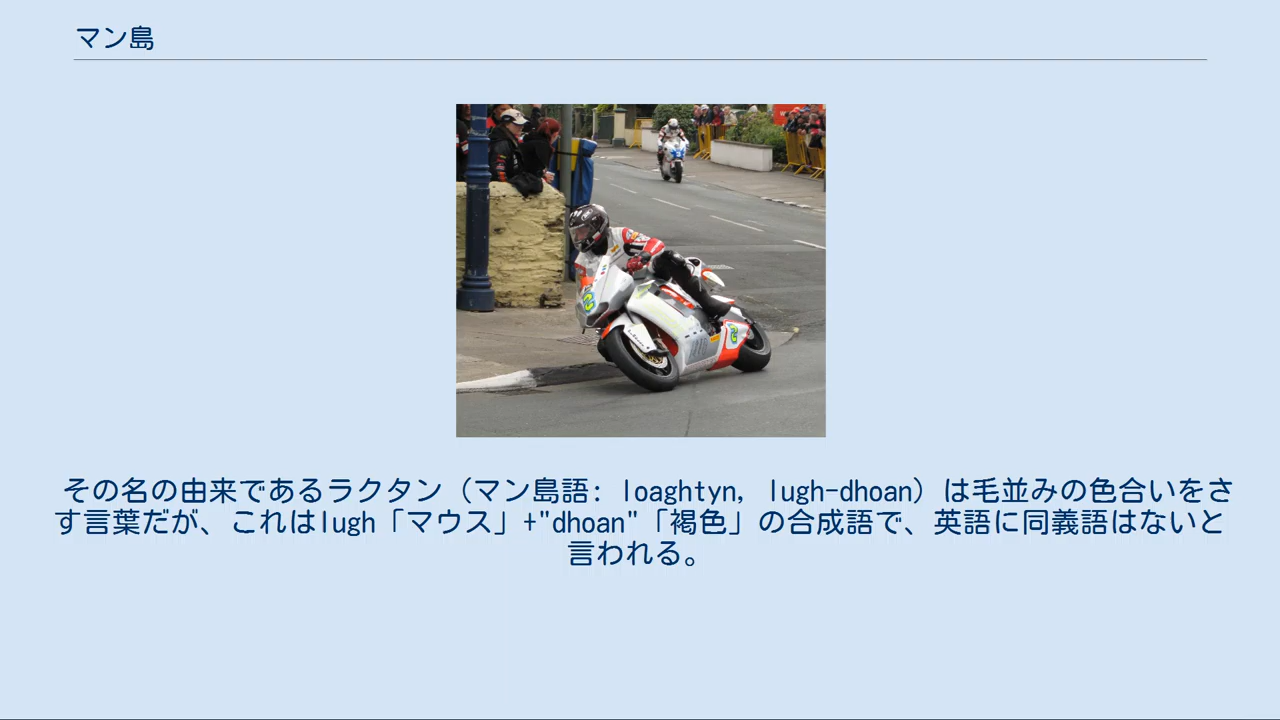 マン島
その名の由来であるラクタン（マン島語: loaghtyn, lugh-dhoan）は毛並みの色合いをさ
す言葉だが、これはlugh「マウス」+"dhoan"「褐色」の合成語で、英語に同義語はないと
言われる。